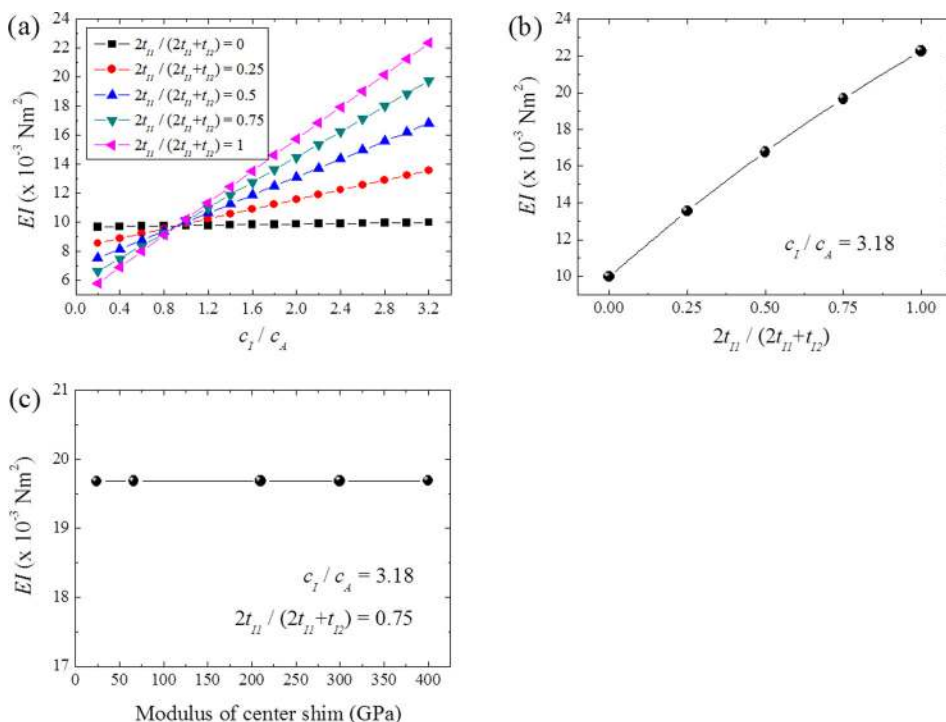 (a)
EI (x 10⁻³ Nm²)
24
22
20
18
16
14
12
10
8
6
2t_I1 / (2t_I1+t_I2) = 0
2t_I1 / (2t_I1+t_I2) = 0.25
2t_I1 / (2t_I1+t_I2) = 0.5
2t_I1 / (2t_I1+t_I2) = 0.75
2t_I1 / (2t_I1+t_I2) = 1
0.0 0.4 0.8 1.2 1.6 2.0 2.4 2.8 3.2
c_I / c_A
(b)
EI (x 10⁻³ Nm²)
24
22
20
18
16
14
12
10
c_I / c_A = 3.18
0.00 0.25 0.50 0.75 1.00
2t_I1 / (2t_I1+t_I2)
(c)
EI (x 10⁻³ Nm²)
21
20
19
18
17
c_I / c_A = 3.18
2t_I1 / (2t_I1+t_I2) = 0.75
0 50 100 150 200 250 300 350 400
Modulus of center shim (GPa)